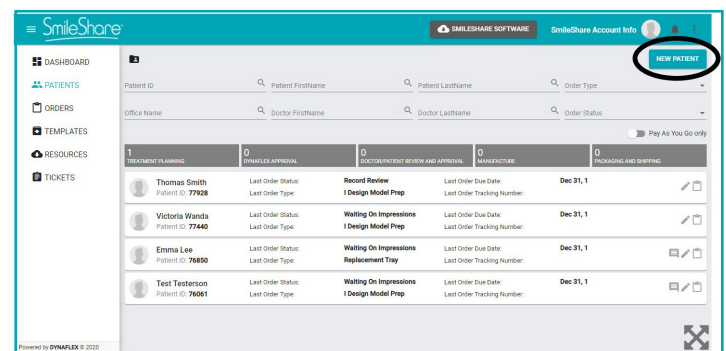 SmileShare
SMILESHARE SOFTWARE
SmileShare Account Info
NEW PATIENT
DASHBOARD
PATIENTS
ORDERS
TEMPLATES
RESOURCES
TICKETS
Patient ID
Patient FirstName
Patient LastName
Order Type
Office Name
Doctor FirstName
Doctor LastName
Order Status
Pay As You Go only
1
TREATMENT PLANNING
0
DYNAFLEX APPROVAL
0
DOCTOR/PATIENT REVIEW AND APPROVAL
0
MANUFACTURE
0
PACKAGING AND SHIPPING
Thomas Smith Last Order Status: Record Review Last Order Due Date: Dec 31, 1
Patient ID: 77928 Last Order Type: I Design Model Prep Last Order Tracking Number:
Victoria Wanda Last Order Status: Waiting On Impressions Last Order Due Date: Dec 31, 1
Patient ID: 77440 Last Order Type: I Design Model Prep Last Order Tracking Number:
Emma Lee Last Order Status: Waiting On Impressions Last Order Due Date: Dec 31, 1
Patient ID: 76850 Last Order Type: Replacement Tray Last Order Tracking Number:
Test Testerson Last Order Status: Waiting On Impressions Last Order Due Date: Dec 31, 1
Patient ID: 76061 Last Order Type: I Design Model Prep Last Order Tracking Number:
Powered by DYNAFLEX © 2020